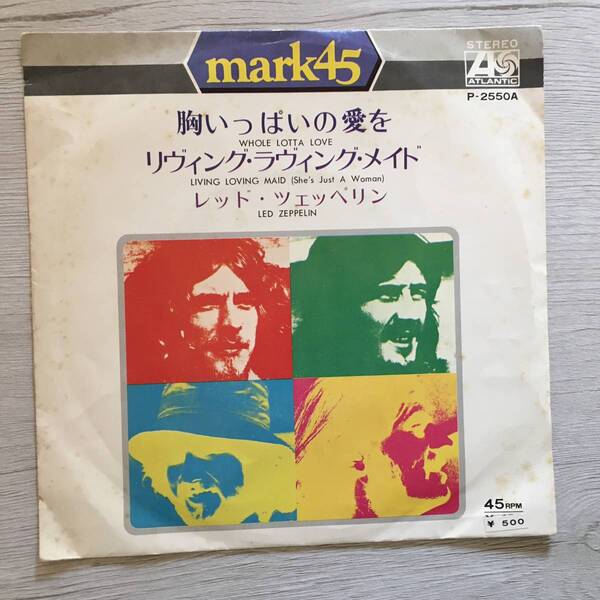 mark45
STEREO
ATLANTIC
P-2550A
胸いっぱいの愛を
WHOLE LOTTA LOVE
リヴィング・ラヴィング・メイド
LIVING LOVING MAID (She's Just A Woman)
レッド・ツェッペリン
LED ZEPPELIN
45 RPM
¥ 500